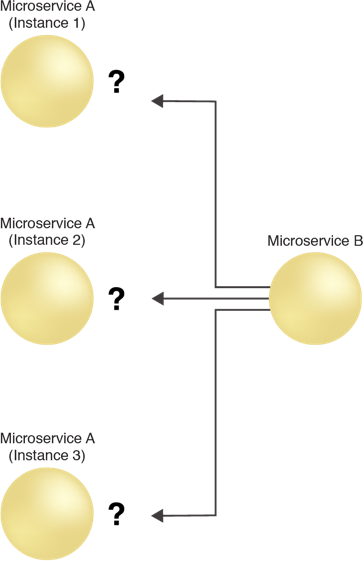 Microservice A
(Instance 1)
?
Microservice A
(Instance 2)
?
Microservice B
Microservice A
(Instance 3)
?